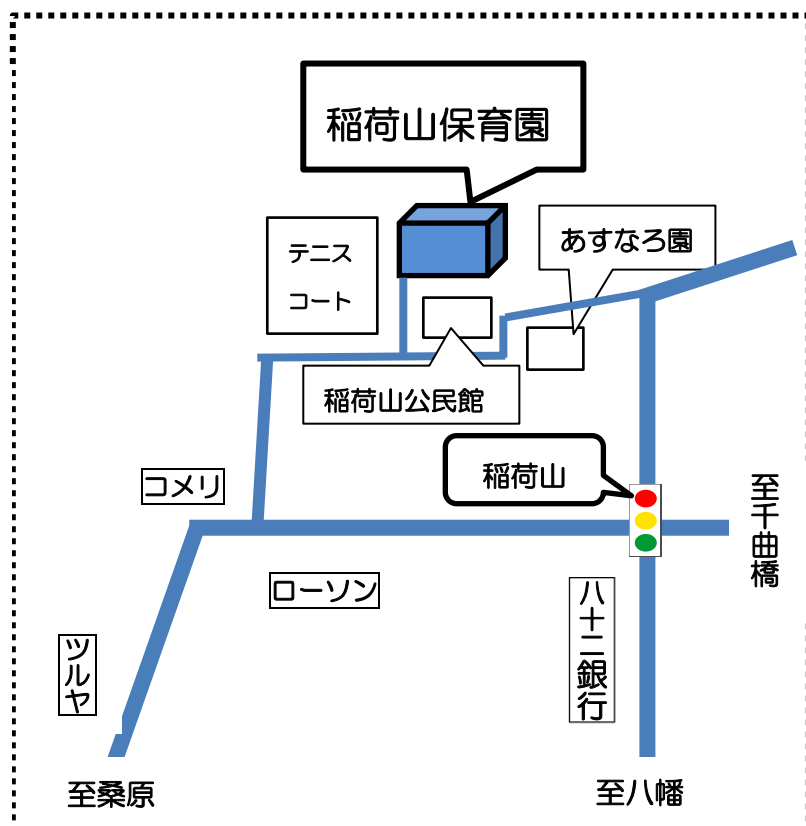 稲荷山保育園
あすなろ園
テニス
コート
稲荷山公民館
稲荷山
コメリ
至千曲橋
ローソン
八十二銀行
ツルヤ
至桑原
至八幡